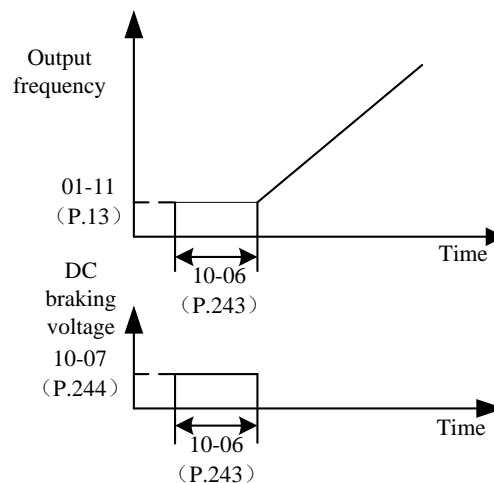 Output
frequency
01-11
（P.13）
Time
10-06
（P.243）
DC
braking
voltage
10-07
（P.244）
Time
10-06
（P.243）